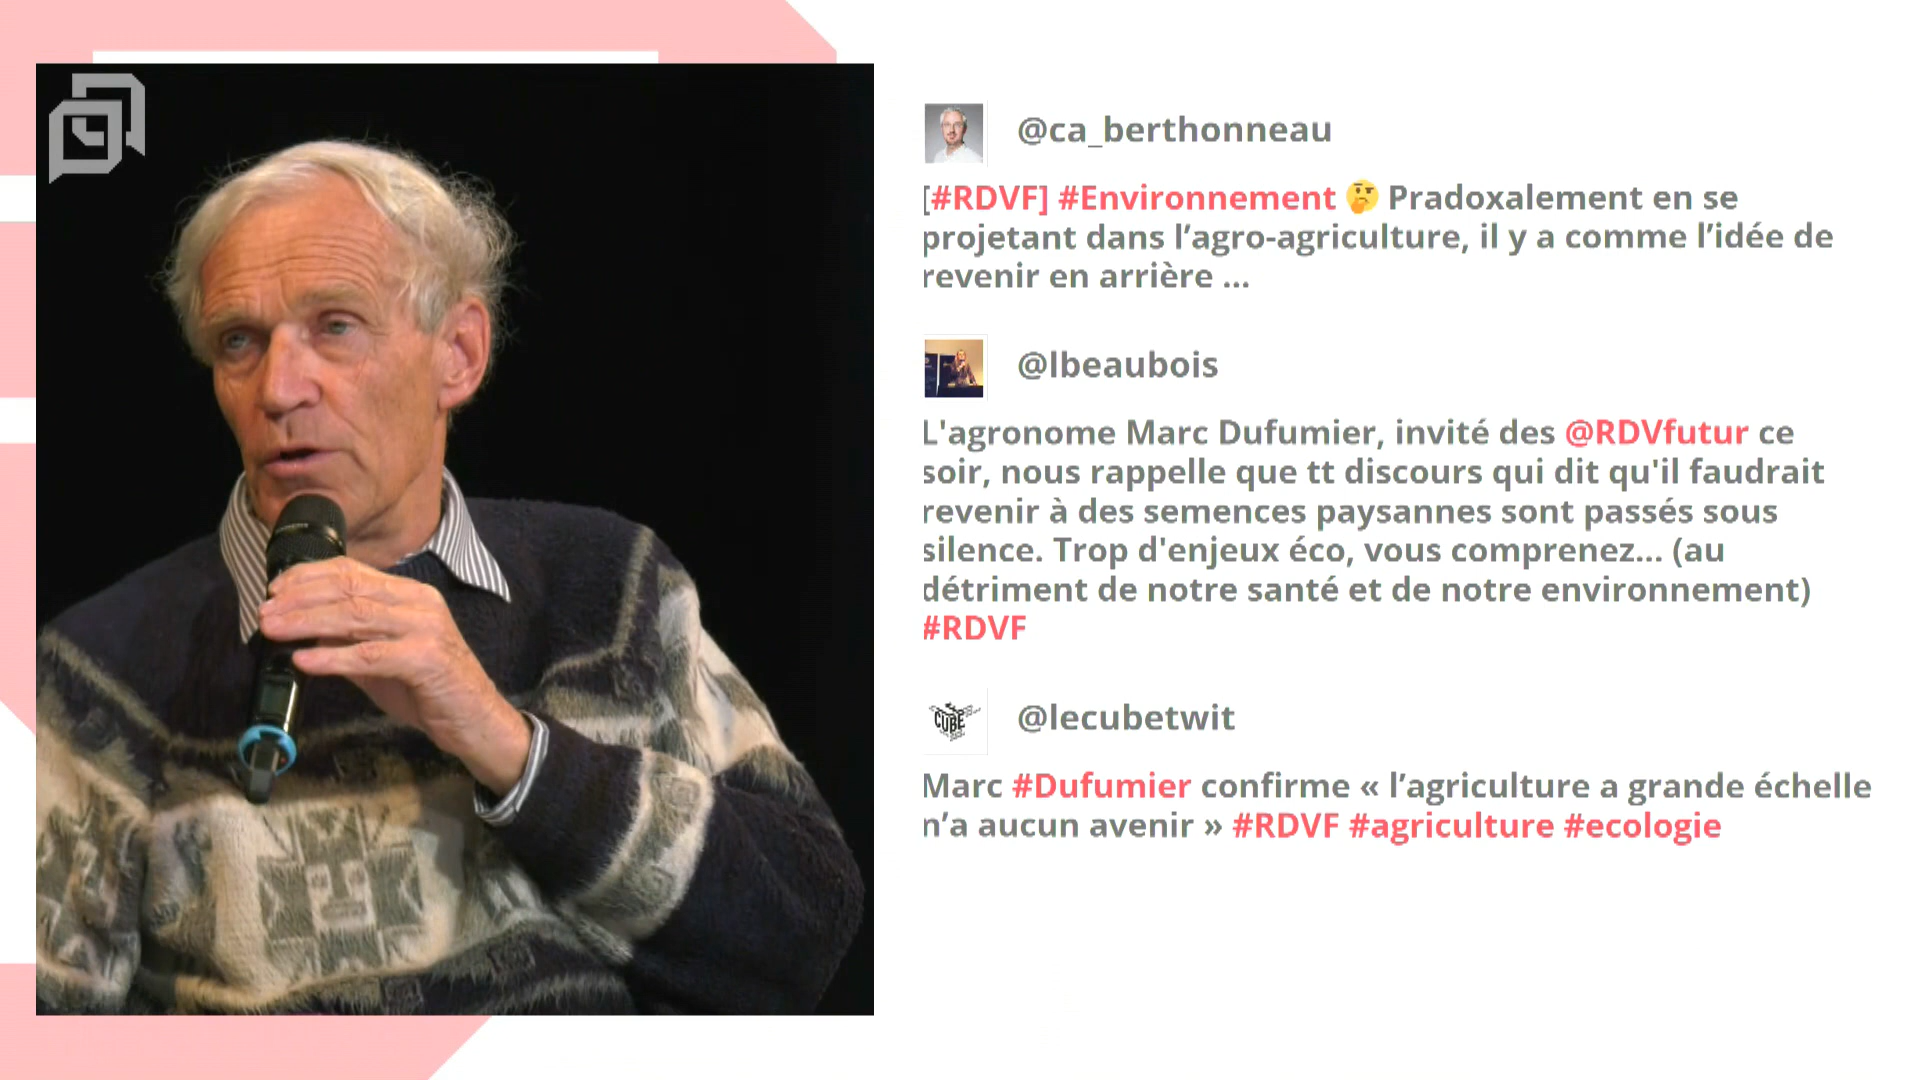 @ca_berthonneau
[#RDVF] #Environnement 🤔 Pradoxalement en se
projetant dans l’agro-agriculture, il y a comme l’idée de
revenir en arrière ...
@lbeaubois
L'agronome Marc Dufumier, invité des @RDVfutur ce
soir, nous rappelle que tt discours qui dit qu'il faudrait
revenir à des semences paysannes sont passés sous
silence. Trop d'enjeux éco, vous comprenez... (au
détriment de notre santé et de notre environnement)
#RDVF
CUBE
@lecubetwit
Marc #Dufumier confirme « l’agriculture a grande échelle
n’a aucun avenir » #RDVF #agriculture #ecologie